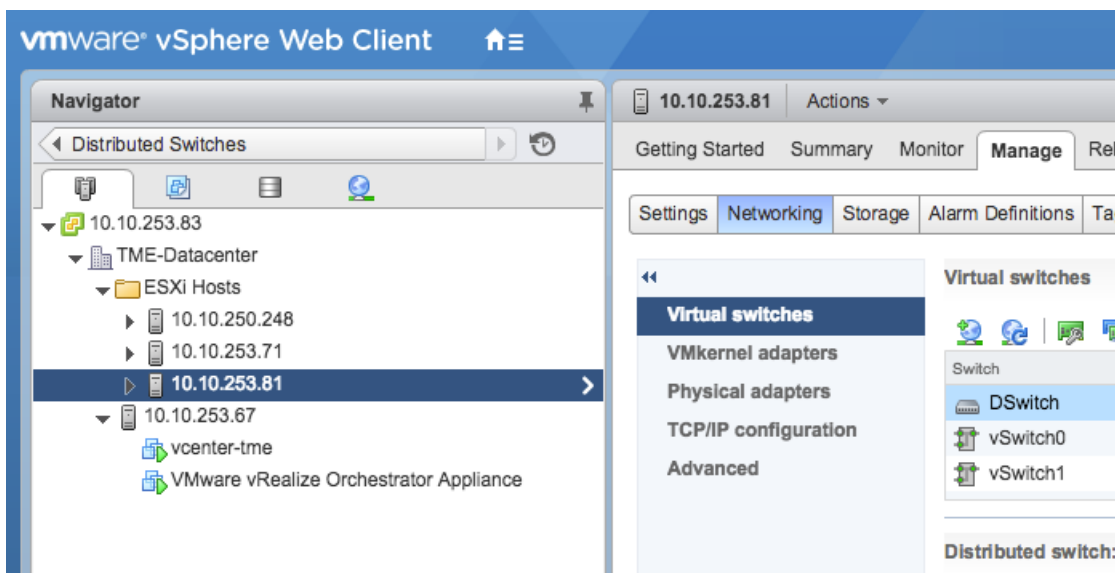 vmware® vSphere Web Client
Navigator
Distributed Switches
10.10.253.83
TME-Datacenter
ESXi Hosts
10.10.250.248
10.10.253.71
10.10.253.81
10.10.253.67
vcenter-tme
VMware vRealize Orchestrator Appliance
10.10.253.81 Actions
Getting Started Summary Monitor Manage Rel
Settings Networking Storage Alarm Definitions Ta
Virtual switches
VMkernel adapters
Physical adapters
TCP/IP configuration
Advanced
Virtual switches
Switch
DSwitch
vSwitch0
vSwitch1
Distributed switch: